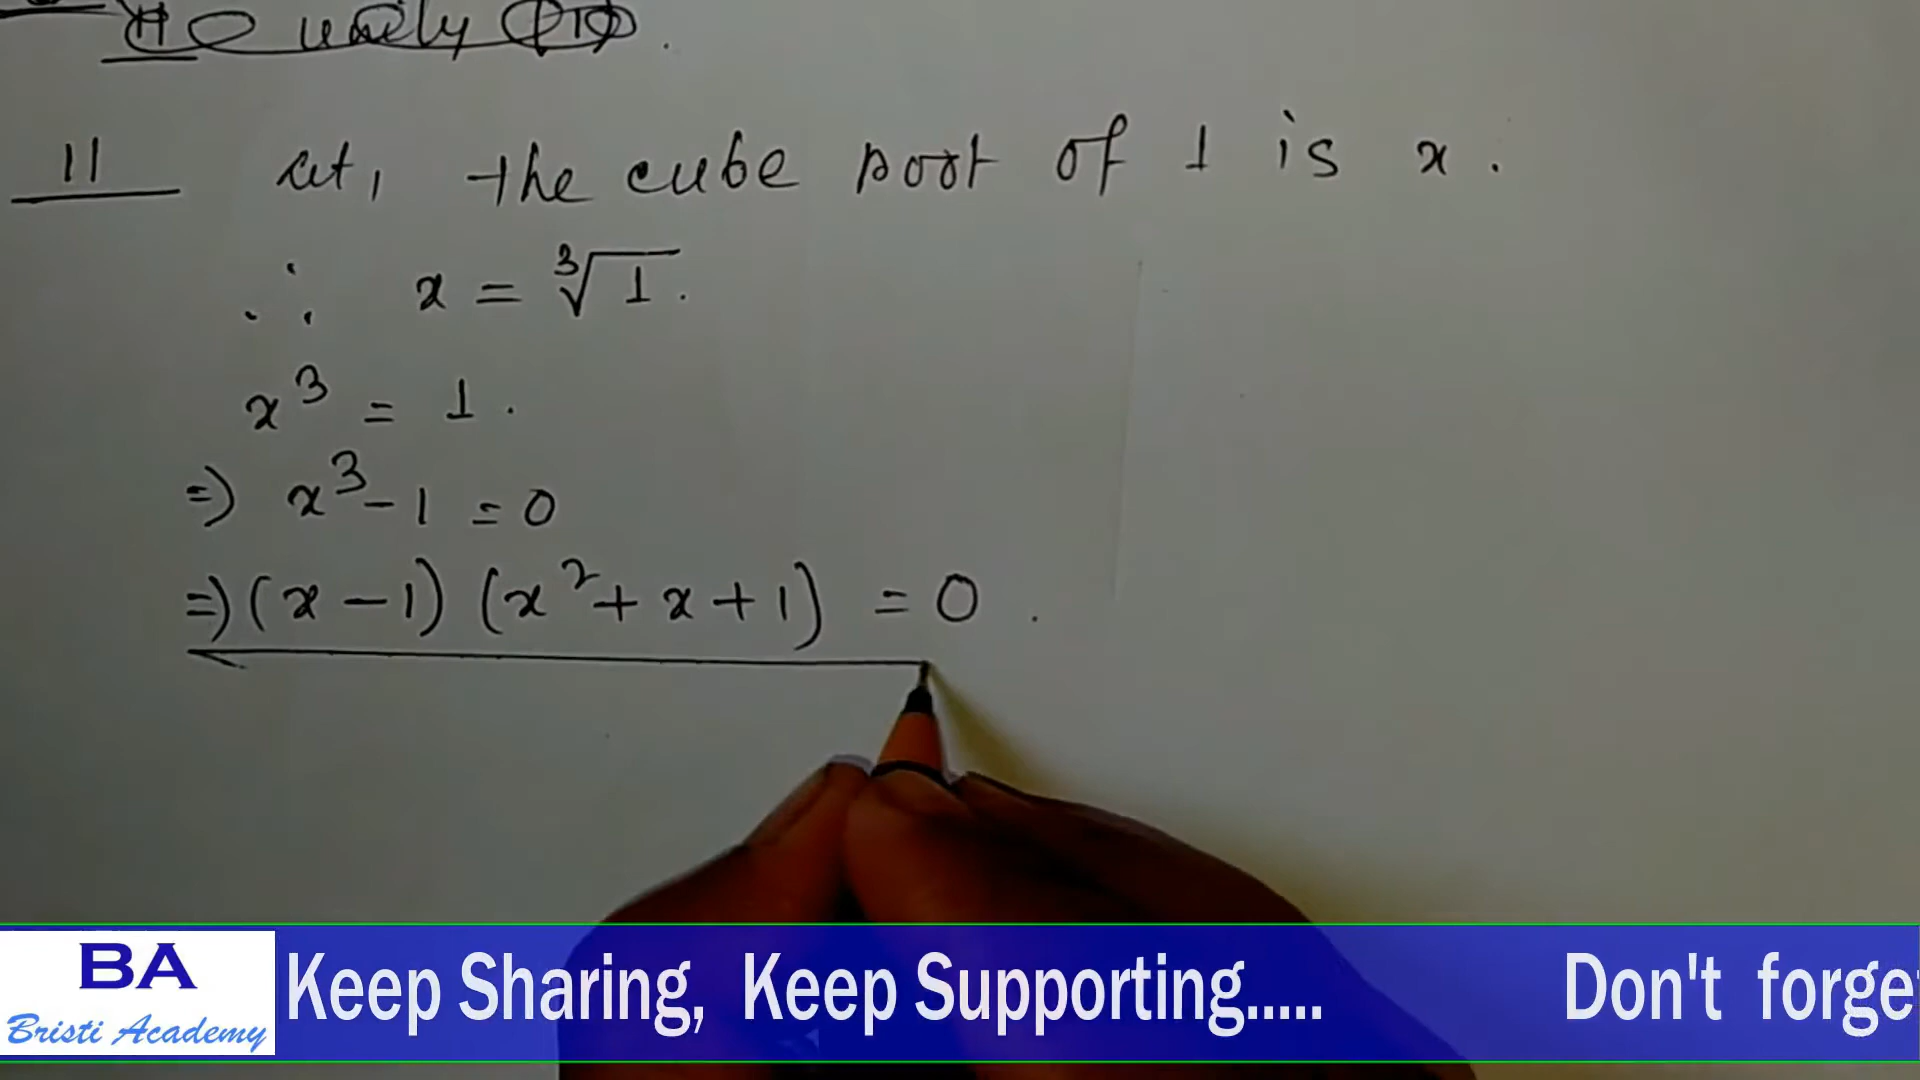 unity
11 Let, the cube root of 1 is x.
∴ x = ∛1.
x³ = 1.
⇒ x³ - 1 = 0
⇒ (x - 1) (x² + x + 1) = 0.
BA
Bristi Academy
Keep Sharing, Keep Supporting..... Don't forge